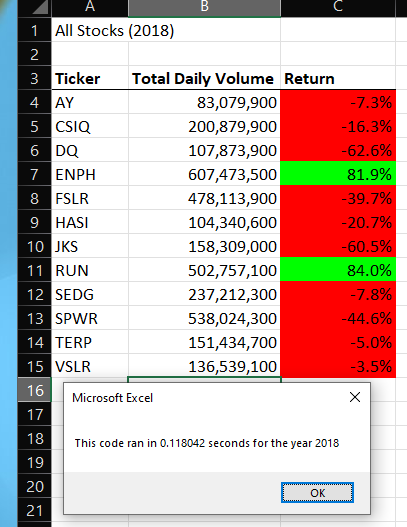 A B C
1 All Stocks (2018)
2
3 Ticker Total Daily Volume Return
4 AY 83,079,900 -7.3%
5 CSIQ 200,879,900 -16.3%
6 DQ 107,873,900 -62.6%
7 ENPH 607,473,500 81.9%
8 FSLR 478,113,900 -39.7%
9 HASI 104,340,600 -20.7%
10 JKS 158,309,000 -60.5%
11 RUN 502,757,100 84.0%
12 SEDG 237,212,300 -7.8%
13 SPWR 538,024,300 -44.6%
14 TERP 151,434,700 -5.0%
15 VSLR 136,539,100 -3.5%
16
Microsoft Excel
17
18 This code ran in 0.118042 seconds for the year 2018
19
20 OK
21